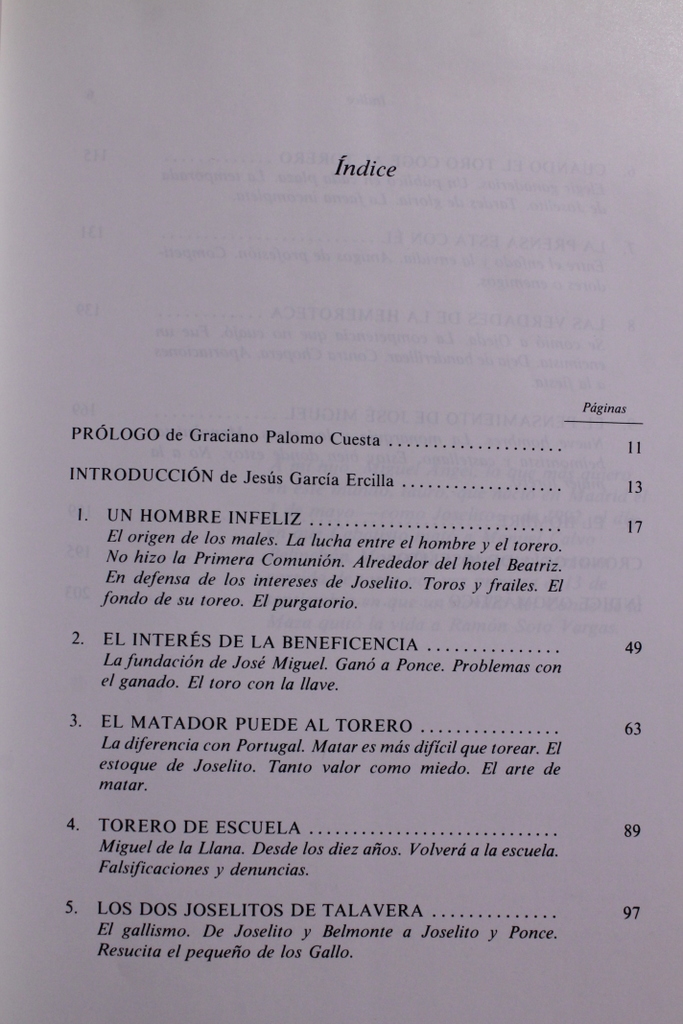 Índice
Páginas
PRÓLOGO de Graciano Palomo Cuesta .................... 11
INTRODUCCIÓN de Jesús García Ercilla ................... 13
1. UN HOMBRE INFELIZ ............................. 17
El origen de los males. La lucha entre el hombre y el torero.
No hizo la Primera Comunión. Alrededor del hotel Beatriz.
En defensa de los intereses de Joselito. Toros y frailes. El
fondo de su toreo. El purgatorio.
2. EL INTERÉS DE LA BENEFICENCIA ............... 49
La fundación de José Miguel. Ganó a Ponce. Problemas con
el ganado. El toro con la llave.
3. EL MATADOR PUEDE AL TORERO ................ 63
La diferencia con Portugal. Matar es más difícil que torear. El
estoque de Joselito. Tanto valor como miedo. El arte de
matar.
4. TORERO DE ESCUELA ............................. 89
Miguel de la Llana. Desde los diez años. Volverá a la escuela.
Falsificaciones y denuncias.
5. LOS DOS JOSELITOS DE TALAVERA .............. 97
El gallismo. De Joselito y Belmonte a Joselito y Ponce.
Resucita el pequeño de los Gallo.